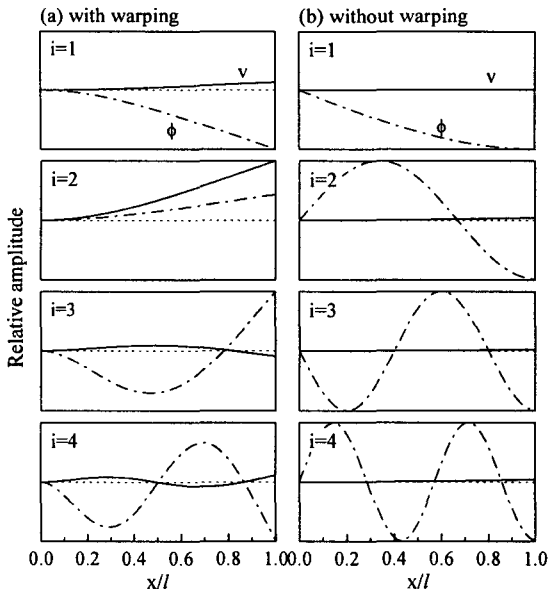 (a) with warping
(b) without warping
i=1
v
ϕ
i=1
v
ϕ
i=2
i=2
i=3
i=3
i=4
i=4
Relative amplitude
0.0 0.2 0.4 0.6 0.8 1.0
0.0 0.2 0.4 0.6 0.8 1.0
x/l
x/l